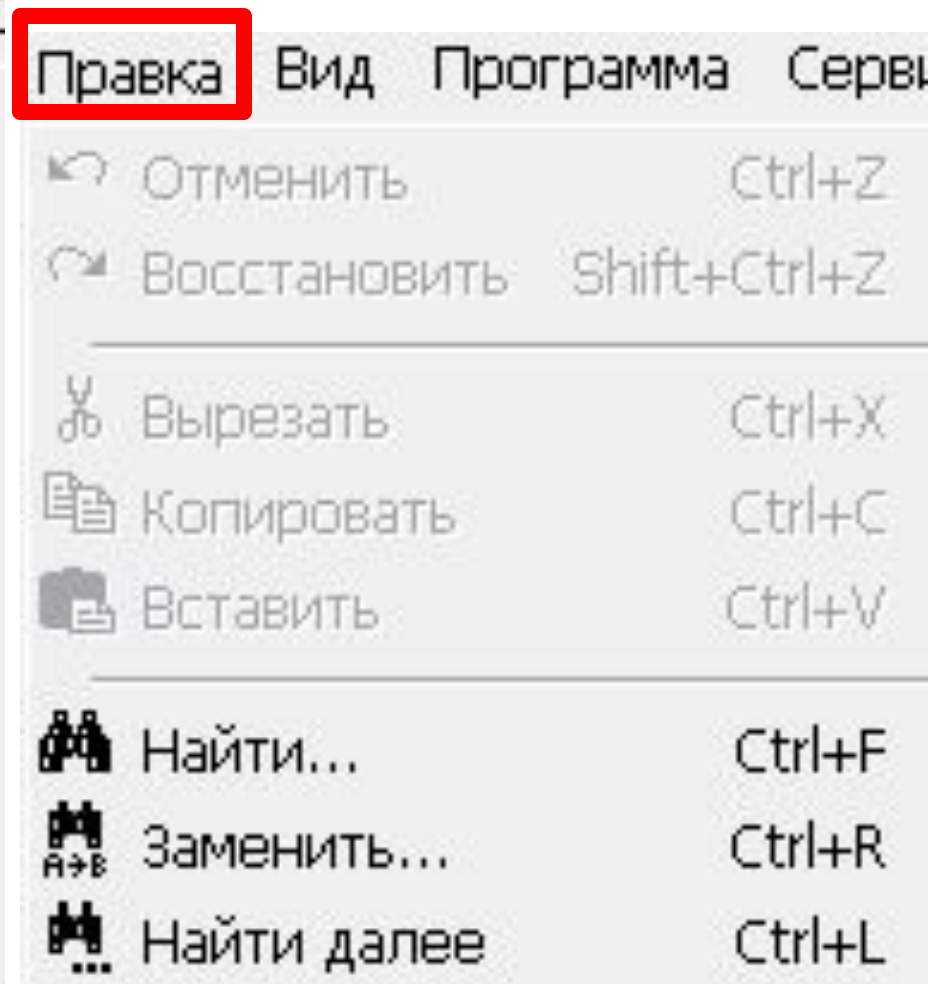 Правка Вид Программа
Отменить Ctrl+Z
Восстановить Shift+Ctrl+Z
Вырезать Ctrl+X
Копировать Ctrl+C
Вставить Ctrl+V
Найти... Ctrl+F
Заменить... Ctrl+R
A→B
Найти далее Ctrl+L